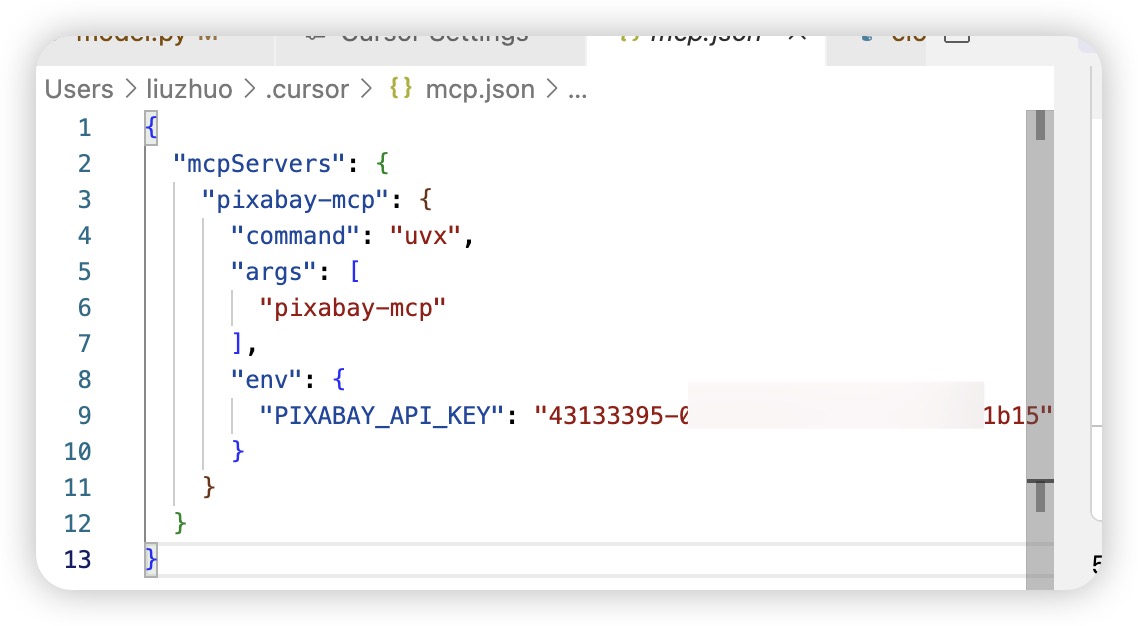 model.py M Cursor Settings {} mcp.json
Users > liuzhuo > .cursor > {} mcp.json > ...
1 {
2 "mcpServers": {
3 "pixabay-mcp": {
4 "command": "uvx",
5 "args": [
6 "pixabay-mcp"
7 ],
8 "env": {
9 "PIXABAY_API_KEY": "43133395-0 1b15"
10 }
11 }
12 }
13 }